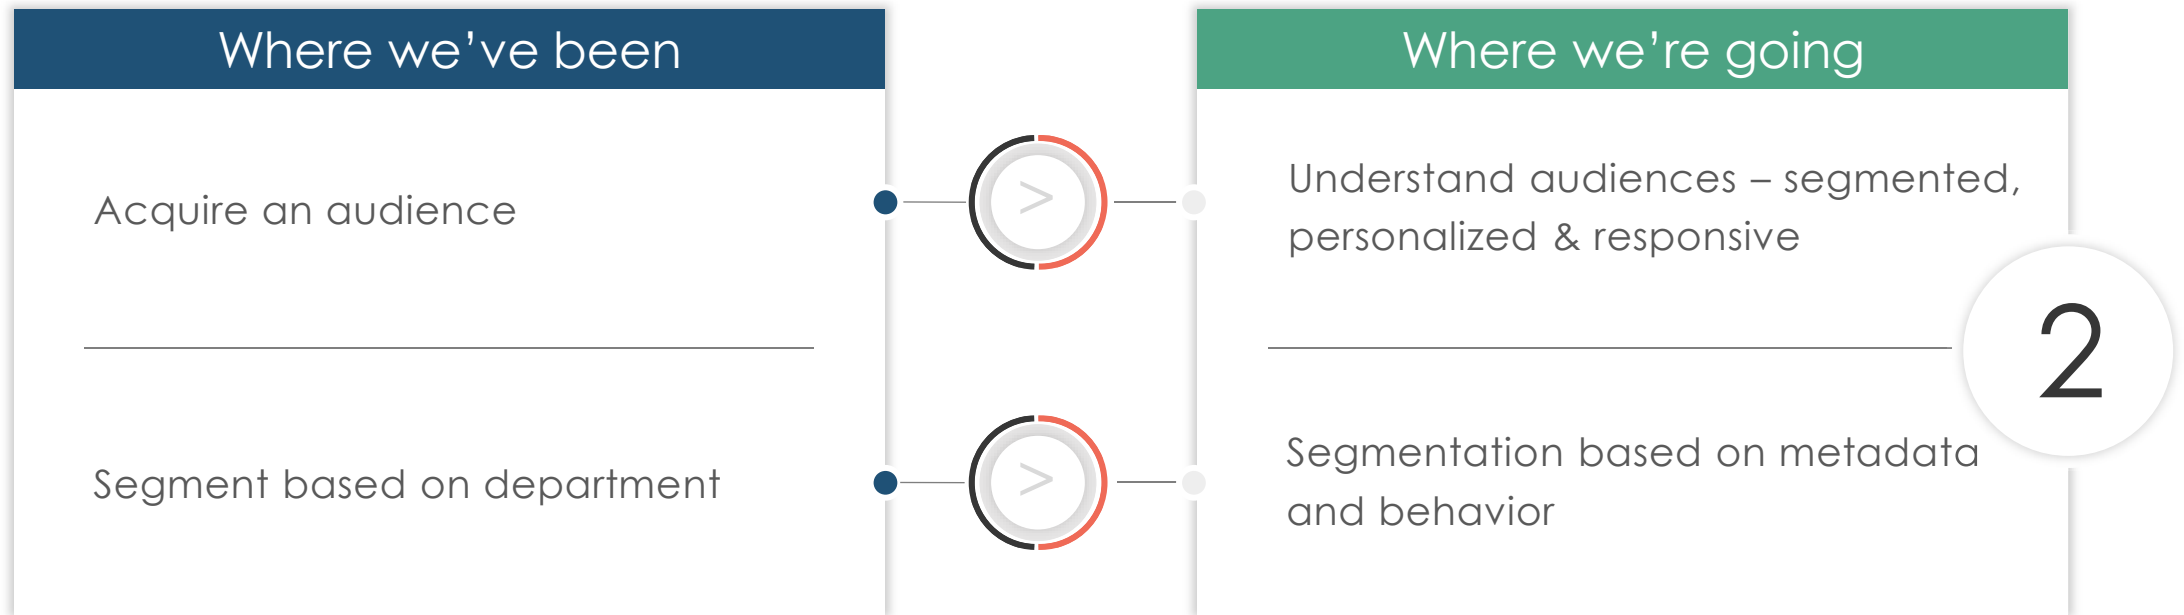 Where we’ve been
Where we’re going
Acquire an audience
>
Understand audiences – segmented,
personalized & responsive
2
Segment based on department
>
Segmentation based on metadata
and behavior